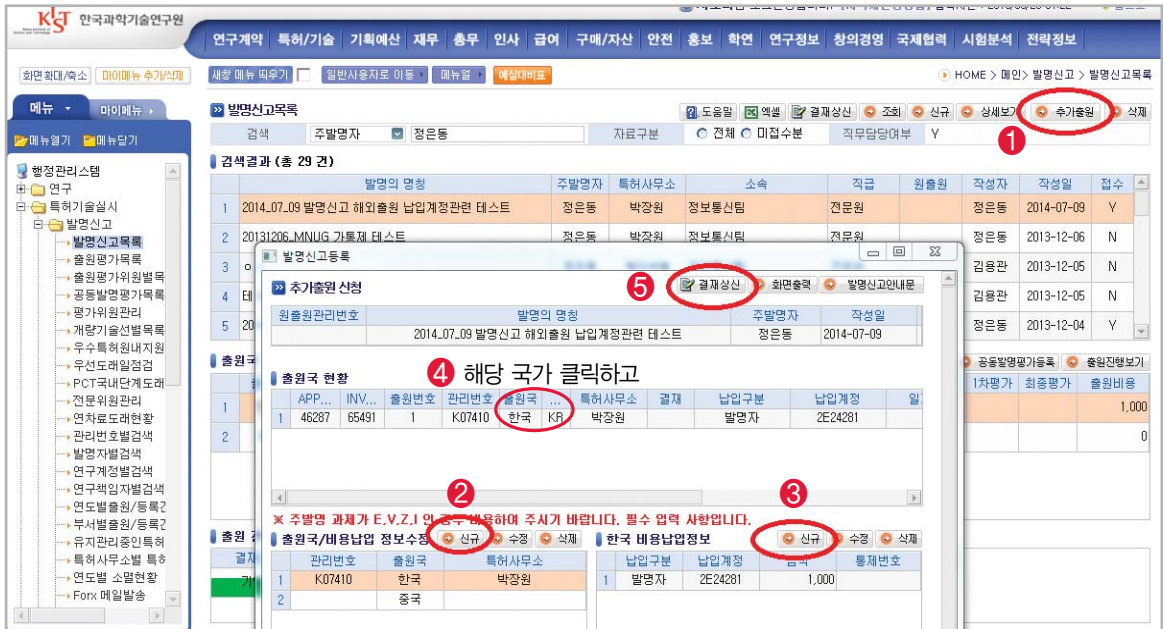 KIST 한국과학기술연구원
연구계약 특허/기술 기획예산 재무 총무 인사 급여 구매/자산 안전 홍보 학연 연구정보 창의경영 국제협력 시험분석 전략정보
화면확대/축소 마이메뉴 추가/삭제 새창 메뉴 띄우기 일반사용자로 이동 메뉴얼 예실대비표 HOME > 메인> 발명신고 > 발명신고목록
메뉴 마이메뉴
메뉴열기 메뉴닫기
행정관리시스템
연구
특허기술실시
발명신고
발명신고목록
출원평가목록
출원평가위원별목
공동발명평가목록
평가위원관리
개량기술선별목록
우수특허원내지원
우선도래일점검
PCT국내단계도래
전문위원관리
연차료도래현황
관리번호별검색
발명자별검색
연구계정별검색
연구책임자별검색
연도별출원/등록
부서별출원/등록
유지관리중인특허
특허사무소별 특허
연도별 소멸현황
Forx 메일발송
발명신고목록 도움말 엑셀 결재상신 조회 신규 상세보기 추가출원 삭제
1
검색 주발명자 정은동 자료구분 전체 미접수분 직무담당여부 Y
검색결과 (총 29 건)
발명의 명칭 주발명자 특허사무소 소속 직급 원출원 작성자 작성일 접수
1 2014_07_09 발명신고 해외출원 납입계정관련 테스트 정은동 박장원 정보통신팀 전문원 정은동 2014-07-09 Y
2 20131206_MNUG 가통제 테스트 정은동 박장원 정보통신팀 전문원 정은동 2013-12-06 N
3 김용관 2013-12-05 N
4 테 김용관 2013-12-05 N
5 20 정은동 2013-12-04 Y
출원국 공동발명평가등록 출원진행보기
1차평가 최종평가 출원비용
1 1,000
2 0
출원
결재
발명신고등록
추가출원 신청 5 결재상신 화면출력 발명신고안내문
원출원관리번호 발명의 명칭 주발명자 작성일
2014_07_09 발명신고 해외출원 납입계정관련 테스트 정은동 2014-07-09
4 해당 국가 클릭하고
출원국 현황
APP... INV... 출원번호 관리번호 출원국 ... 특허사무소 결재 납입구분 납입계정 일
1 46287 65491 1 K07410 한국 KR 박장원 발명자 2E24281
2 3
※ 주발명 과제가 E,V,Z,I 인 경우 비용하여 주시기 바랍니다. 필수 입력 사항입니다.
출원국/비용납입 정보수정 신규 수정 삭제 한국 비용납입정보 신규 수정 삭제
관리번호 출원국 특허사무소 납입구분 납입계정 금액 통제번호
1 K07410 한국 박장원 1 발명자 2E24281 1,000
2 중국